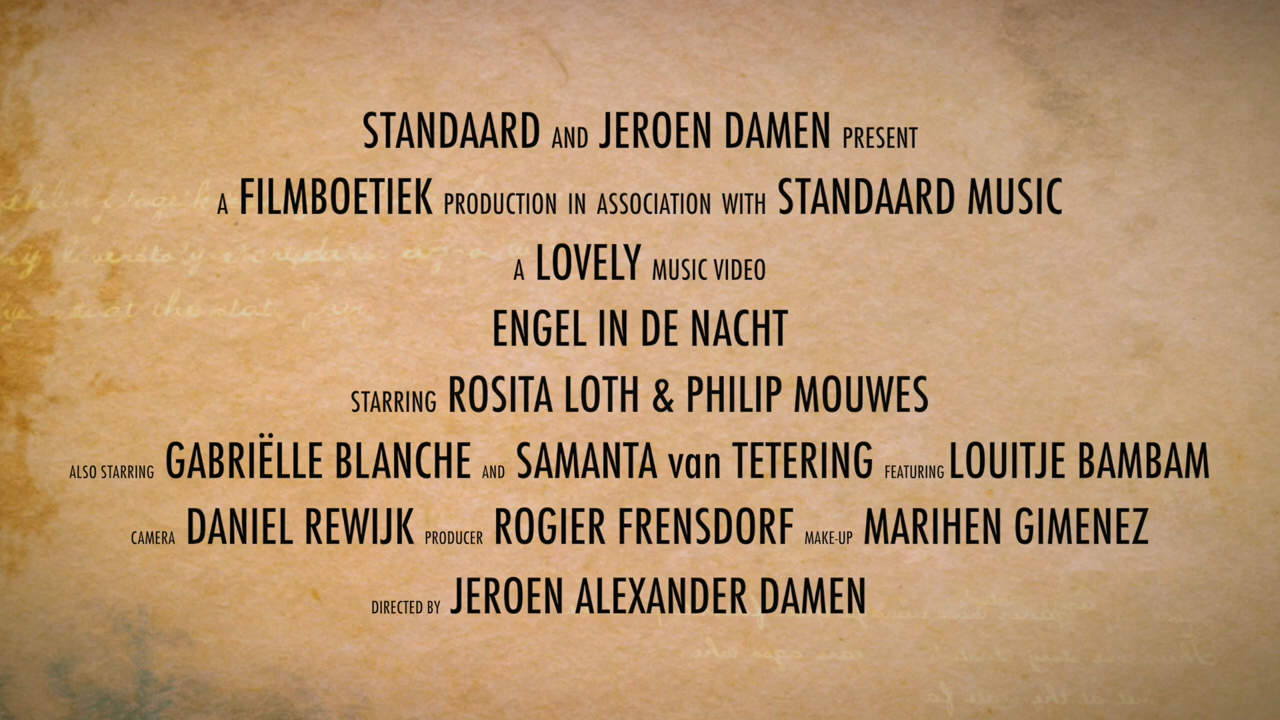 STANDAARD AND JEROEN DAMEN PRESENT
A FILMBOETIEK PRODUCTION IN ASSOCIATION WITH STANDAARD MUSIC
A LOVELY MUSIC VIDEO
ENGEL IN DE NACHT
STARRING ROSITA LOTH & PHILIP MOUWES
ALSO STARRING GABRIËLLE BLANCHE AND SAMANTA van TETERING FEATURING LOUITJE BAMBAM
CAMERA DANIEL REWIJK PRODUCER ROGIER FRENSDORF MAKE-UP MARIHEN GIMENEZ
DIRECTED BY JEROEN ALEXANDER DAMEN